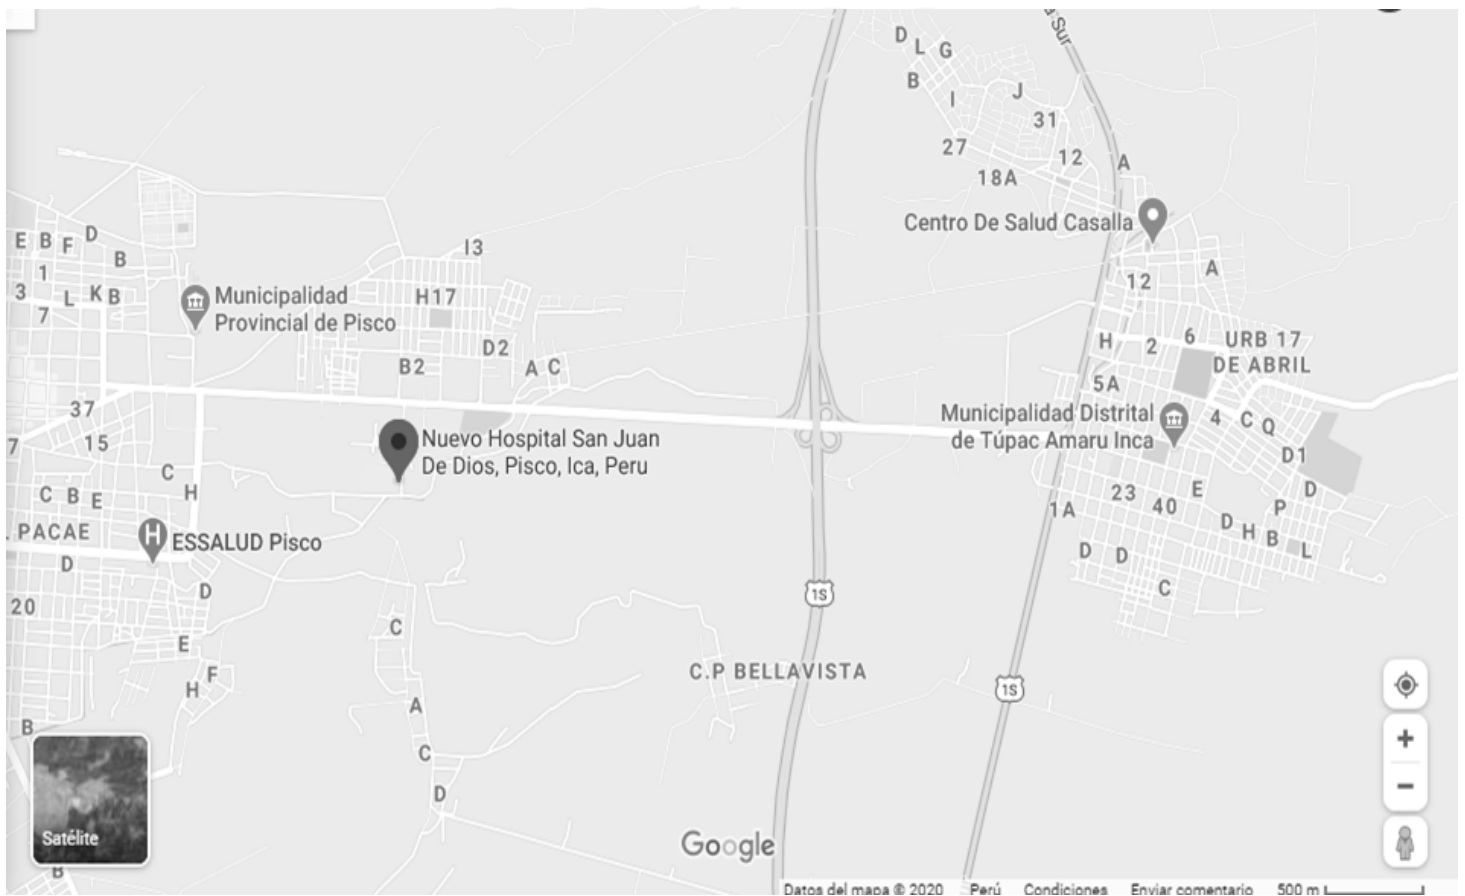 a Sur
D
L
G
B
I
J
31
27
12
18A
A
Centro De Salud Casalla
E
B
F
D
B
I3
1
A
3
L
K
B
7
12
Municipalidad
Provincial de Pisco
H17
H
2
6
URB 17
DE ABRIL
D2
B2
A
C
5A
37
Municipalidad Distrital
de Túpac Amaru Inca
4
C
Q
7
15
Nuevo Hospital San Juan
De Dios, Pisco, Ica, Peru
D1
C
H
C
B
E
23
E
D
1A
40
P
. PACAE
H
ESSALUD Pisco
D
H
B
L
D
D
D
D
C
20
1S
C
E
F
H
C.P BELLAVISTA
1S
A
B
C
D
Satélite
B
+
−
Google
Datos del mapa © 2020 Perú Condiciones Enviar comentario 500 m